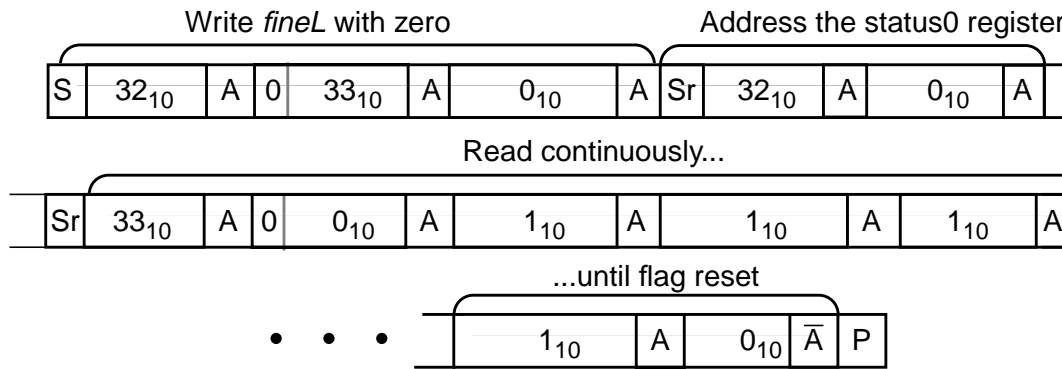 Write fineL with zero Address the status0 register
S 32₁₀ A 0 33₁₀ A 0₁₀ A Sr 32₁₀ A 0₁₀ A
Read continuously...
Sr 33₁₀ A 0 0₁₀ A 1₁₀ A 1₁₀ A 1₁₀ A
...until flag reset
• • • 1₁₀ A 0₁₀ A̅ P